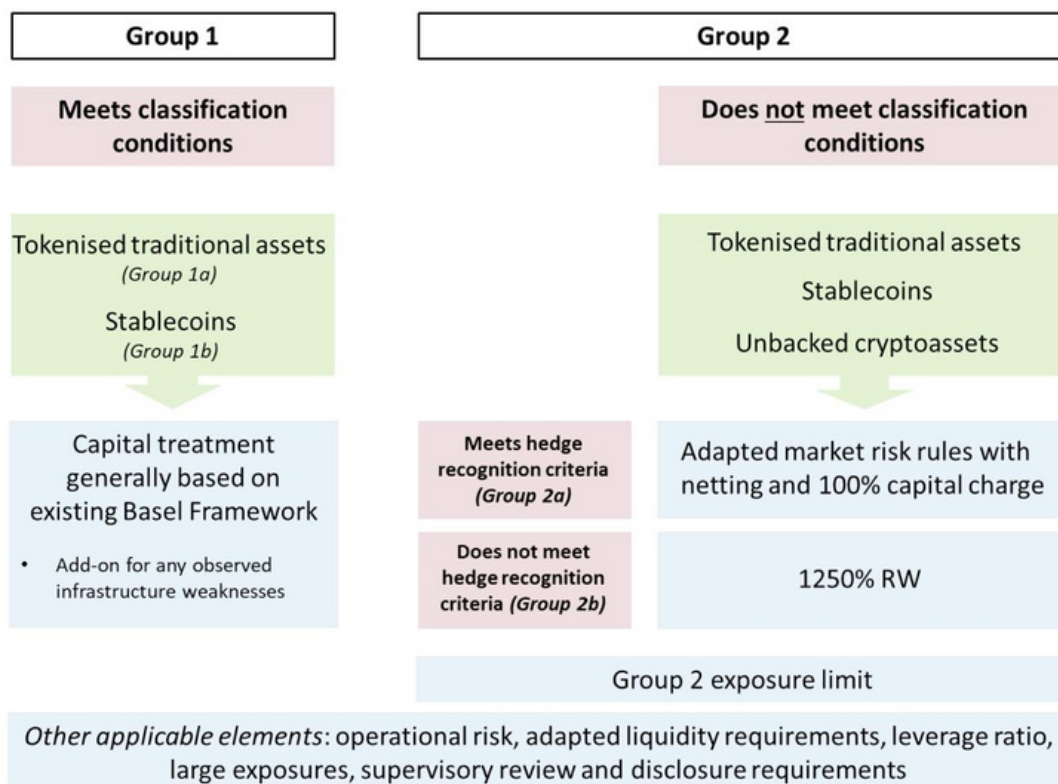 Group 1
Group 2
Meets classification
conditions
Does not meet classification
conditions
Tokenised traditional assets
(Group 1a)
Stablecoins
(Group 1b)
Tokenised traditional assets
Stablecoins
Unbacked cryptoassets
Capital treatment
generally based on
existing Basel Framework
• Add-on for any observed
infrastructure weaknesses
Meets hedge
recognition criteria
(Group 2a)
Adapted market risk rules with
netting and 100% capital charge
Does not meet
hedge recognition
criteria (Group 2b)
1250% RW
Group 2 exposure limit
Other applicable elements: operational risk, adapted liquidity requirements, leverage ratio,
large exposures, supervisory review and disclosure requirements